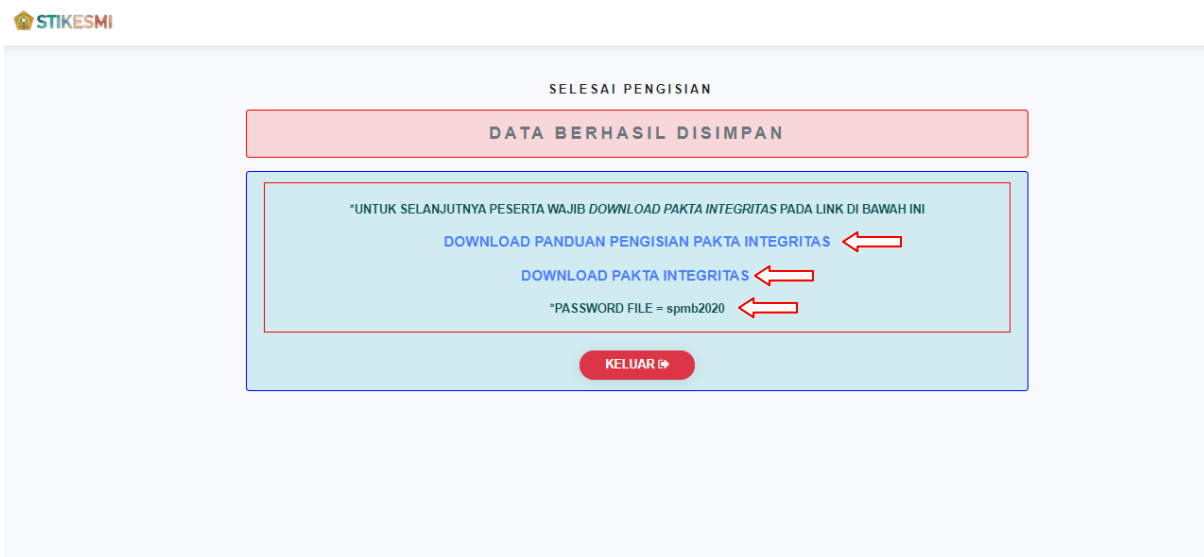 STIKESMI
SELESAI PENGISIAN
DATA BERHASIL DISIMPAN
*UNTUK SELANJUTNYA PESERTA WAJIB DOWNLOAD PAKTA INTEGRITAS PADA LINK DI BAWAH INI
DOWNLOAD PANDUAN PENGISIAN PAKTA INTEGRITAS
DOWNLOAD PAKTA INTEGRITAS
*PASSWORD FILE = spmb2020
KELUAR